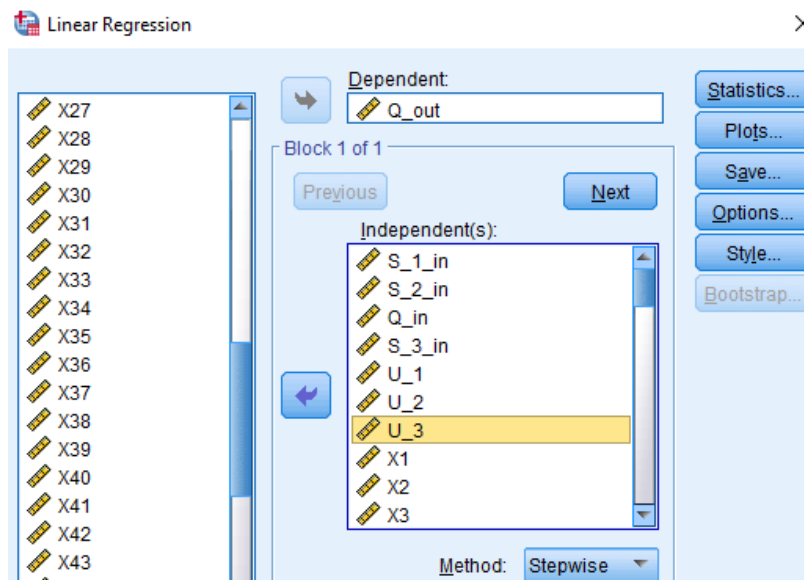 Linear Regression
X27
X28
X29
X30
X31
X32
X33
X34
X35
X36
X37
X38
X39
X40
X41
X42
X43
Dependent:
Q_out
Block 1 of 1
Previous
Next
Independent(s):
S_1_in
S_2_in
Q_in
S_3_in
U_1
U_2
U_3
X1
X2
X3
Method: Stepwise
Statistics...
Plots...
Save...
Options...
Style...
Bootstrap...